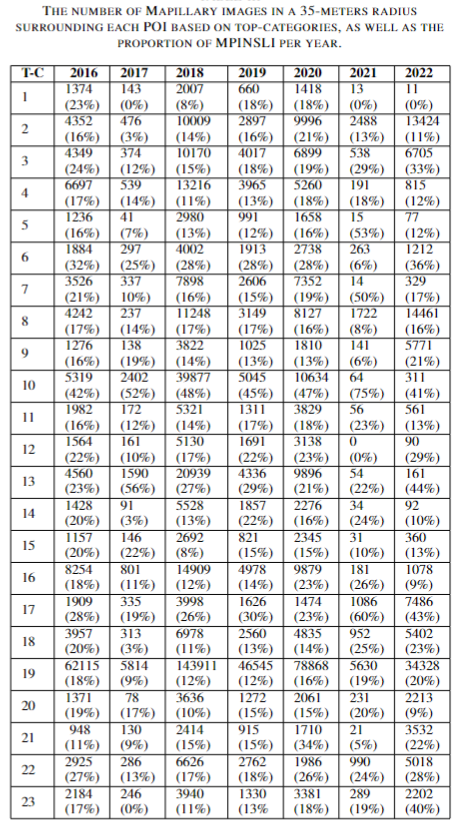 THE NUMBER OF MAPILLARY IMAGES IN A 35-METERS RADIUS
SURROUNDING EACH POI BASED ON TOP-CATEGORIES, AS WELL AS THE
PROPORTION OF MPINSLI PER YEAR.
T-C 2016 2017 2018 2019 2020 2021 2022
1 1374 143 2007 660 1418 13 11
(23%) (0%) (8%) (18%) (18%) (0%) (0%)
2 4352 476 10009 2897 9996 2488 13424
(16%) (3%) (14%) (16%) (21%) (13%) (11%)
3 4349 374 10170 4017 6899 538 6705
(24%) (12%) (15%) (18%) (19%) (29%) (33%)
4 6697 539 13216 3965 5260 191 815
(17%) (14%) (11%) (13%) (18%) (18%) (12%)
5 1236 41 2980 991 1658 15 77
(16%) (7%) (13%) (12%) (16%) (53%) (12%)
6 1884 297 4002 1913 2738 263 1212
(32%) (25%) (28%) (28%) (28%) (6%) (36%)
7 3526 337 7898 2606 7352 14 329
(21%) 10%) (16%) (15%) (19%) (50%) (17%)
8 4242 237 11248 3149 8127 1722 14461
(17%) (14%) (17%) (17%) (16%) (8%) (16%)
9 1276 138 3822 1025 1810 141 5771
(16%) (19%) (14%) (13%) (13%) (6%) (21%)
10 5319 2402 39877 5045 10634 64 311
(42%) (52%) (48%) (45%) (47%) (75%) (41%)
11 1982 172 5321 1311 3829 56 561
(16%) (12%) (14%) (17%) (18%) (23%) (13%)
12 1564 161 5130 1691 3138 0 90
(22%) (10%) (17%) (22%) (23%) (0%) (29%)
13 4560 1590 20939 4336 9896 54 161
(23%) (56%) (27%) (29%) (21%) (22%) (44%)
14 1428 91 5528 1857 2276 34 92
(20%) (3%) (13%) (22%) (16%) (24%) (10%)
15 1157 146 2692 821 2345 31 360
(20%) (22%) (8%) (15%) (15%) (10%) (13%)
16 8254 801 14909 4978 9879 181 1078
(18%) (11%) (12%) (14%) (23%) (26%) (9%)
17 1909 335 3998 1626 1474 1086 7486
(28%) (19%) (26%) (30%) (23%) (60%) (43%)
18 3957 313 6978 2560 4835 952 5402
(20%) (3%) (11%) (13%) (14%) (25%) (23%)
19 62115 5814 143911 46545 78868 5630 34328
(18%) (9%) (12%) (12%) (16%) (19%) (20%)
20 1371 78 3636 1272 2061 231 2213
(19%) (17%) (10%) (15%) (15%) (20%) (9%)
21 948 130 2414 915 1710 21 3532
(11%) (9%) (15%) (15%) (34%) (5%) (22%)
22 2925 286 6626 2762 1986 990 5018
(27%) (13%) (17%) (18%) (26%) (24%) (28%)
23 2184 246 3940 1330 3381 289 2202
(17%) (0%) (11%) (13% (18%) (19%) (40%)